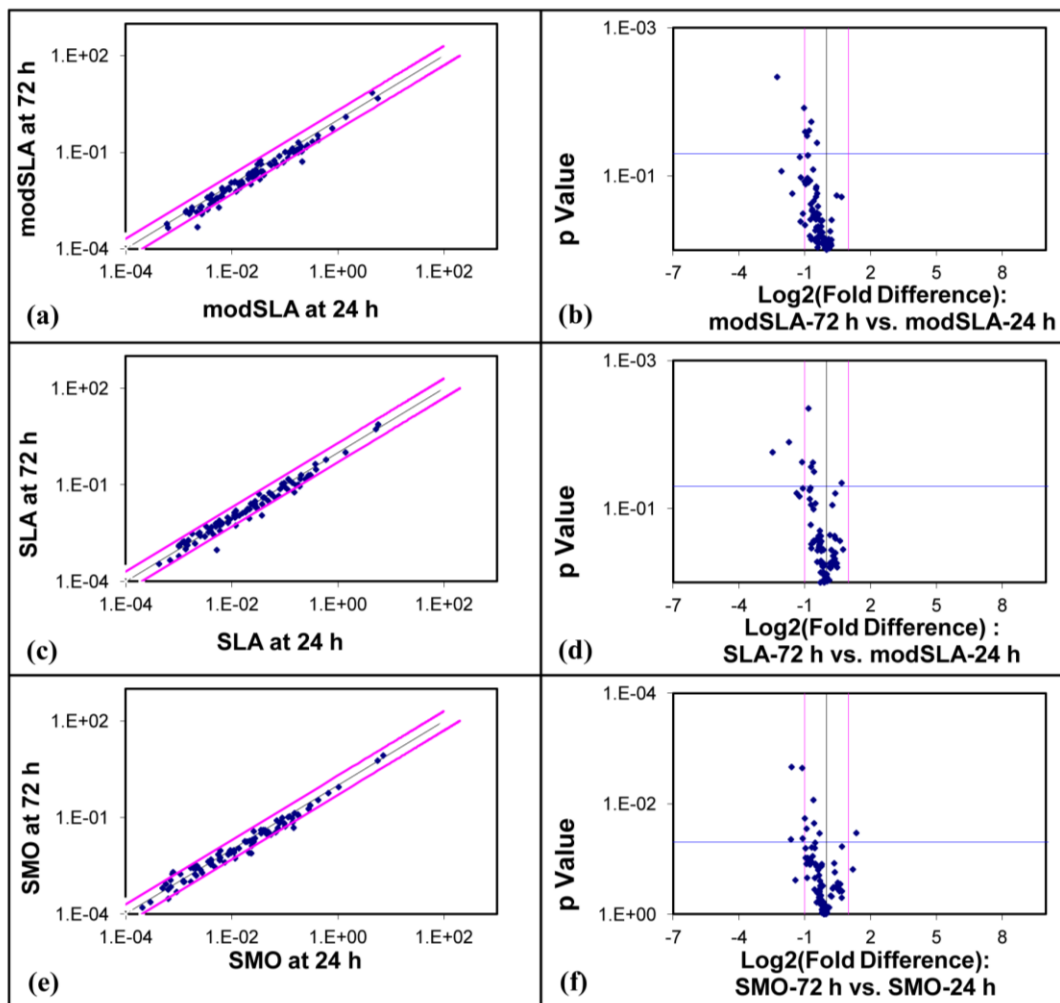 modSLA at 72 h
1.E+02
1.E-01
1.E-04
1.E-04 1.E-02 1.E+00 1.E+02
(a)
modSLA at 24 h
p Value
1.E-03
1.E-01
-7 -4 -1 2 5 8
(b)
Log2(Fold Difference):
modSLA-72 h vs. modSLA-24 h
SLA at 72 h
1.E+02
1.E-01
1.E-04
1.E-04 1.E-02 1.E+00 1.E+02
(c)
SLA at 24 h
p Value
1.E-03
1.E-01
-7 -4 -1 2 5 8
(d)
Log2(Fold Difference) :
SLA-72 h vs. modSLA-24 h
SMO at 72 h
1.E+02
1.E-01
1.E-04
1.E-04 1.E-02 1.E+00 1.E+02
(e)
SMO at 24 h
p Value
1.E-04
1.E-02
1.E+00
-7 -4 -1 2 5 8
(f)
Log2(Fold Difference):
SMO-72 h vs. SMO-24 h